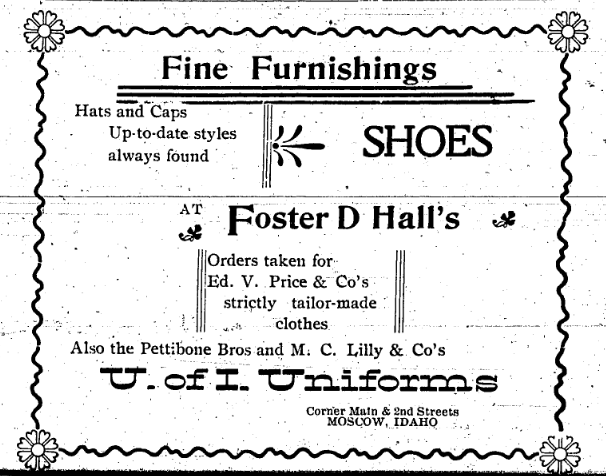 Fine Furnishings
Hats and Caps
Up-to-date styles
always found
SHOES
AT Foster D Hall's
Orders taken for
Ed. V. Price & Co's
strictly tailor-made
clothes
Also the Pettibone Bros and M. C. Lilly & Co's
U. of I. Uniforms
Corner Main & 2nd Streets
MOSCOW, IDAHO